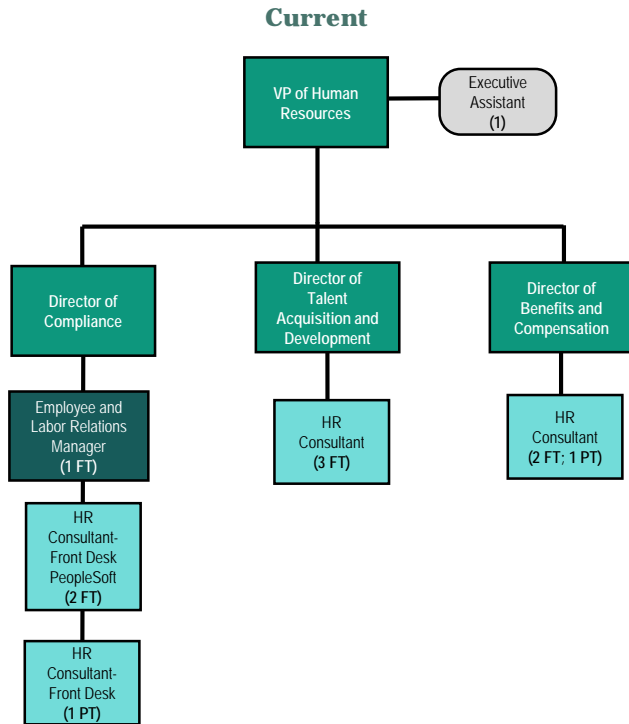 Current
VP of Human
Resources
Executive
Assistant
(1)
Director of
Compliance
Director of
Talent
Acquisition and
Development
Director of
Benefits and
Compensation
Employee and
Labor Relations
Manager
(1 FT)
HR
Consultant
(3 FT)
HR
Consultant
(2 FT; 1 PT)
HR
Consultant-
Front Desk
PeopleSoft
(2 FT)
HR
Consultant-
Front Desk
(1 PT)